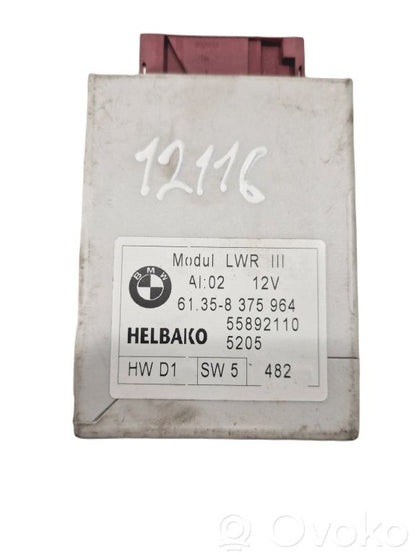 12116
Modul LWR III
BMW
AI:02 12V
61.35-8 375 964
55892110
HELBAKO 5205
HW D1 SW 5 482
Ovoko